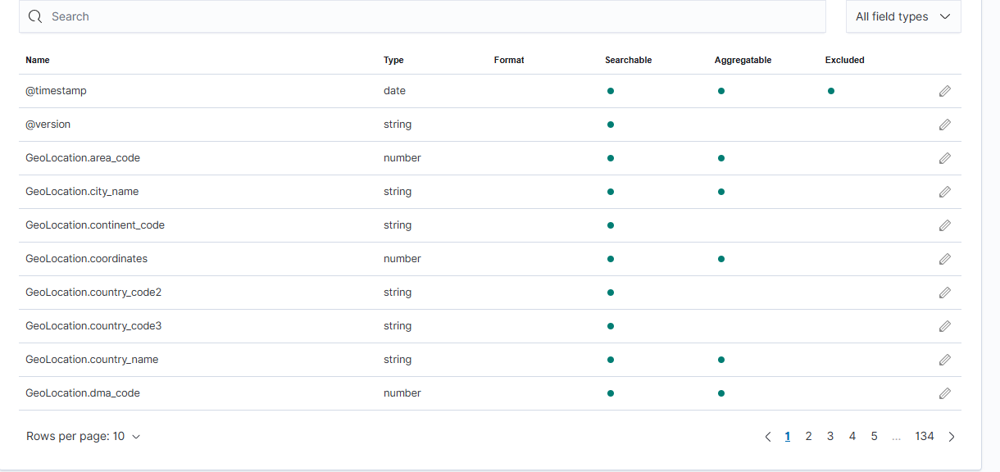 Search All field types
Name Type Format Searchable Aggregatable Excluded
@timestamp date
@version string
GeoLocation.area_code number
GeoLocation.city_name string
GeoLocation.continent_code string
GeoLocation.coordinates number
GeoLocation.country_code2 string
GeoLocation.country_code3 string
GeoLocation.country_name string
GeoLocation.dma_code number
Rows per page: 10 1 2 3 4 5 ... 134